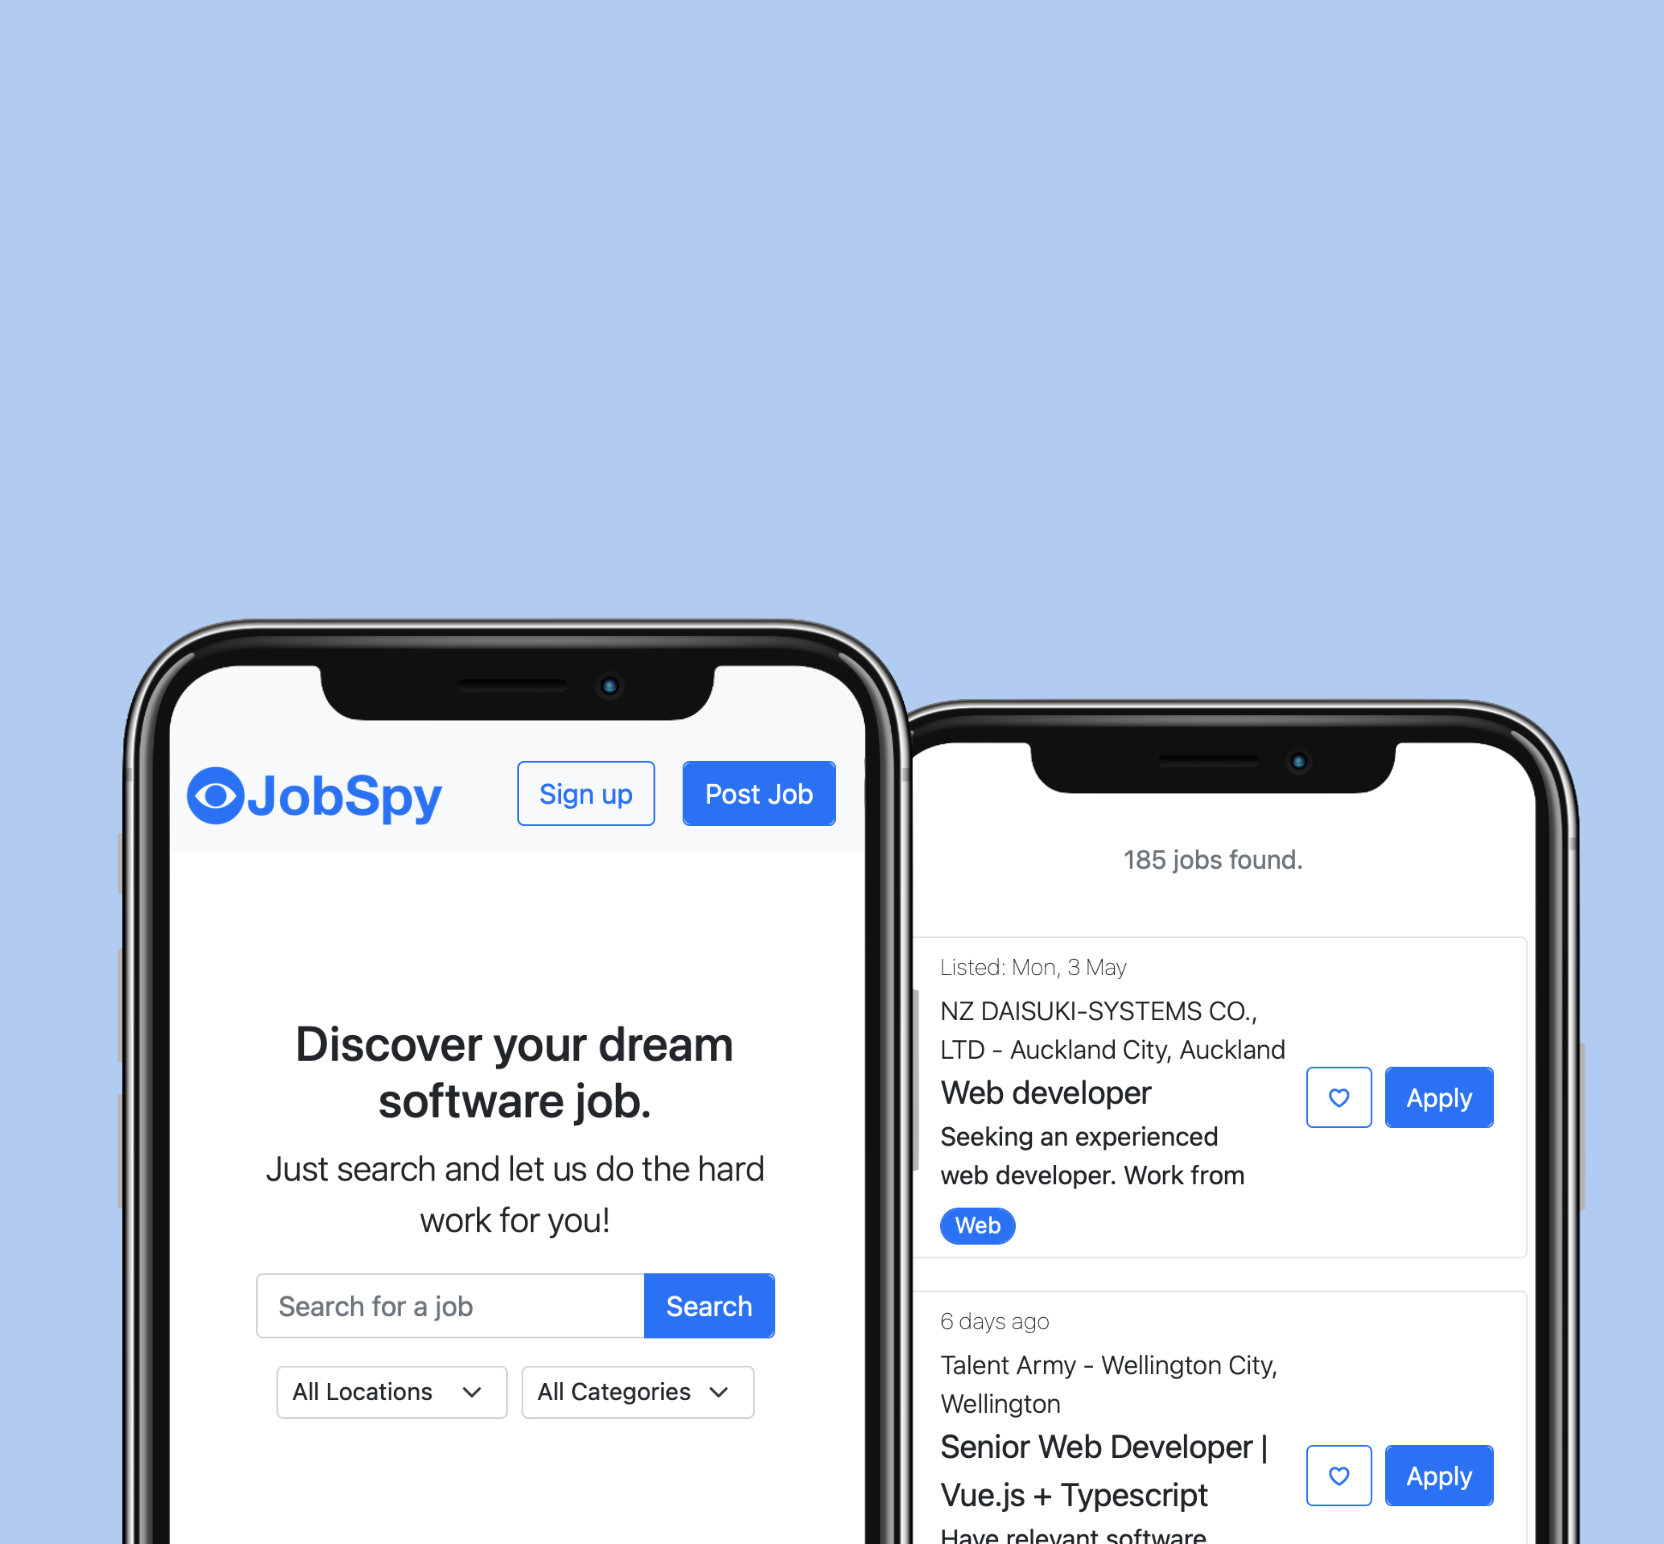 JobSpy
Sign up
Post Job
Discover your dream
software job.
Just search and let us do the hard
work for you!
Search for a job
Search
All Locations
All Categories
185 jobs found.
Listed: Mon, 3 May
NZ DAISUKI-SYSTEMS CO.,
LTD - Auckland City, Auckland
Web developer
Seeking an experienced
web developer. Work from
Web
Apply
6 days ago
Talent Army - Wellington City,
Wellington
Senior Web Developer |
Vue.js + Typescript
Have relevant software
Apply